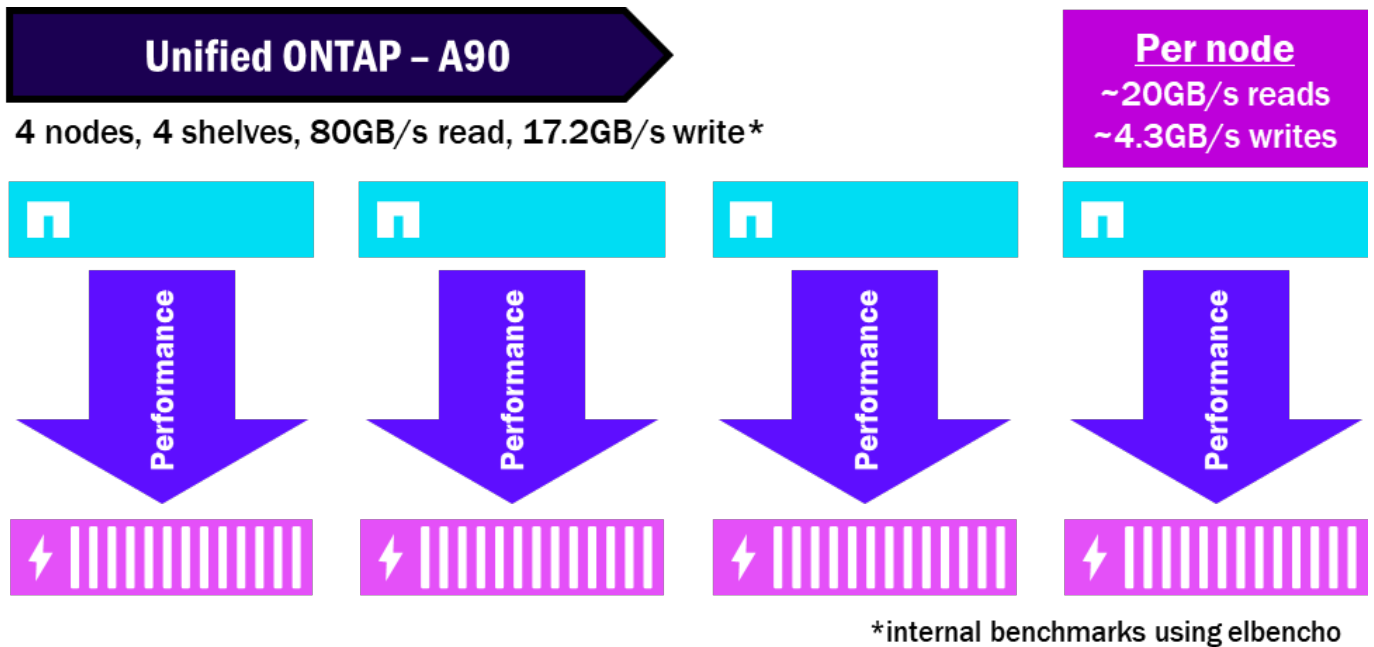 Unified ONTAP – A90
Per node
~20GB/s reads
~4.3GB/s writes
4 nodes, 4 shelves, 80GB/s read, 17.2GB/s write*
Performance
Performance
Performance
Performance
*internal benchmarks using elbencho